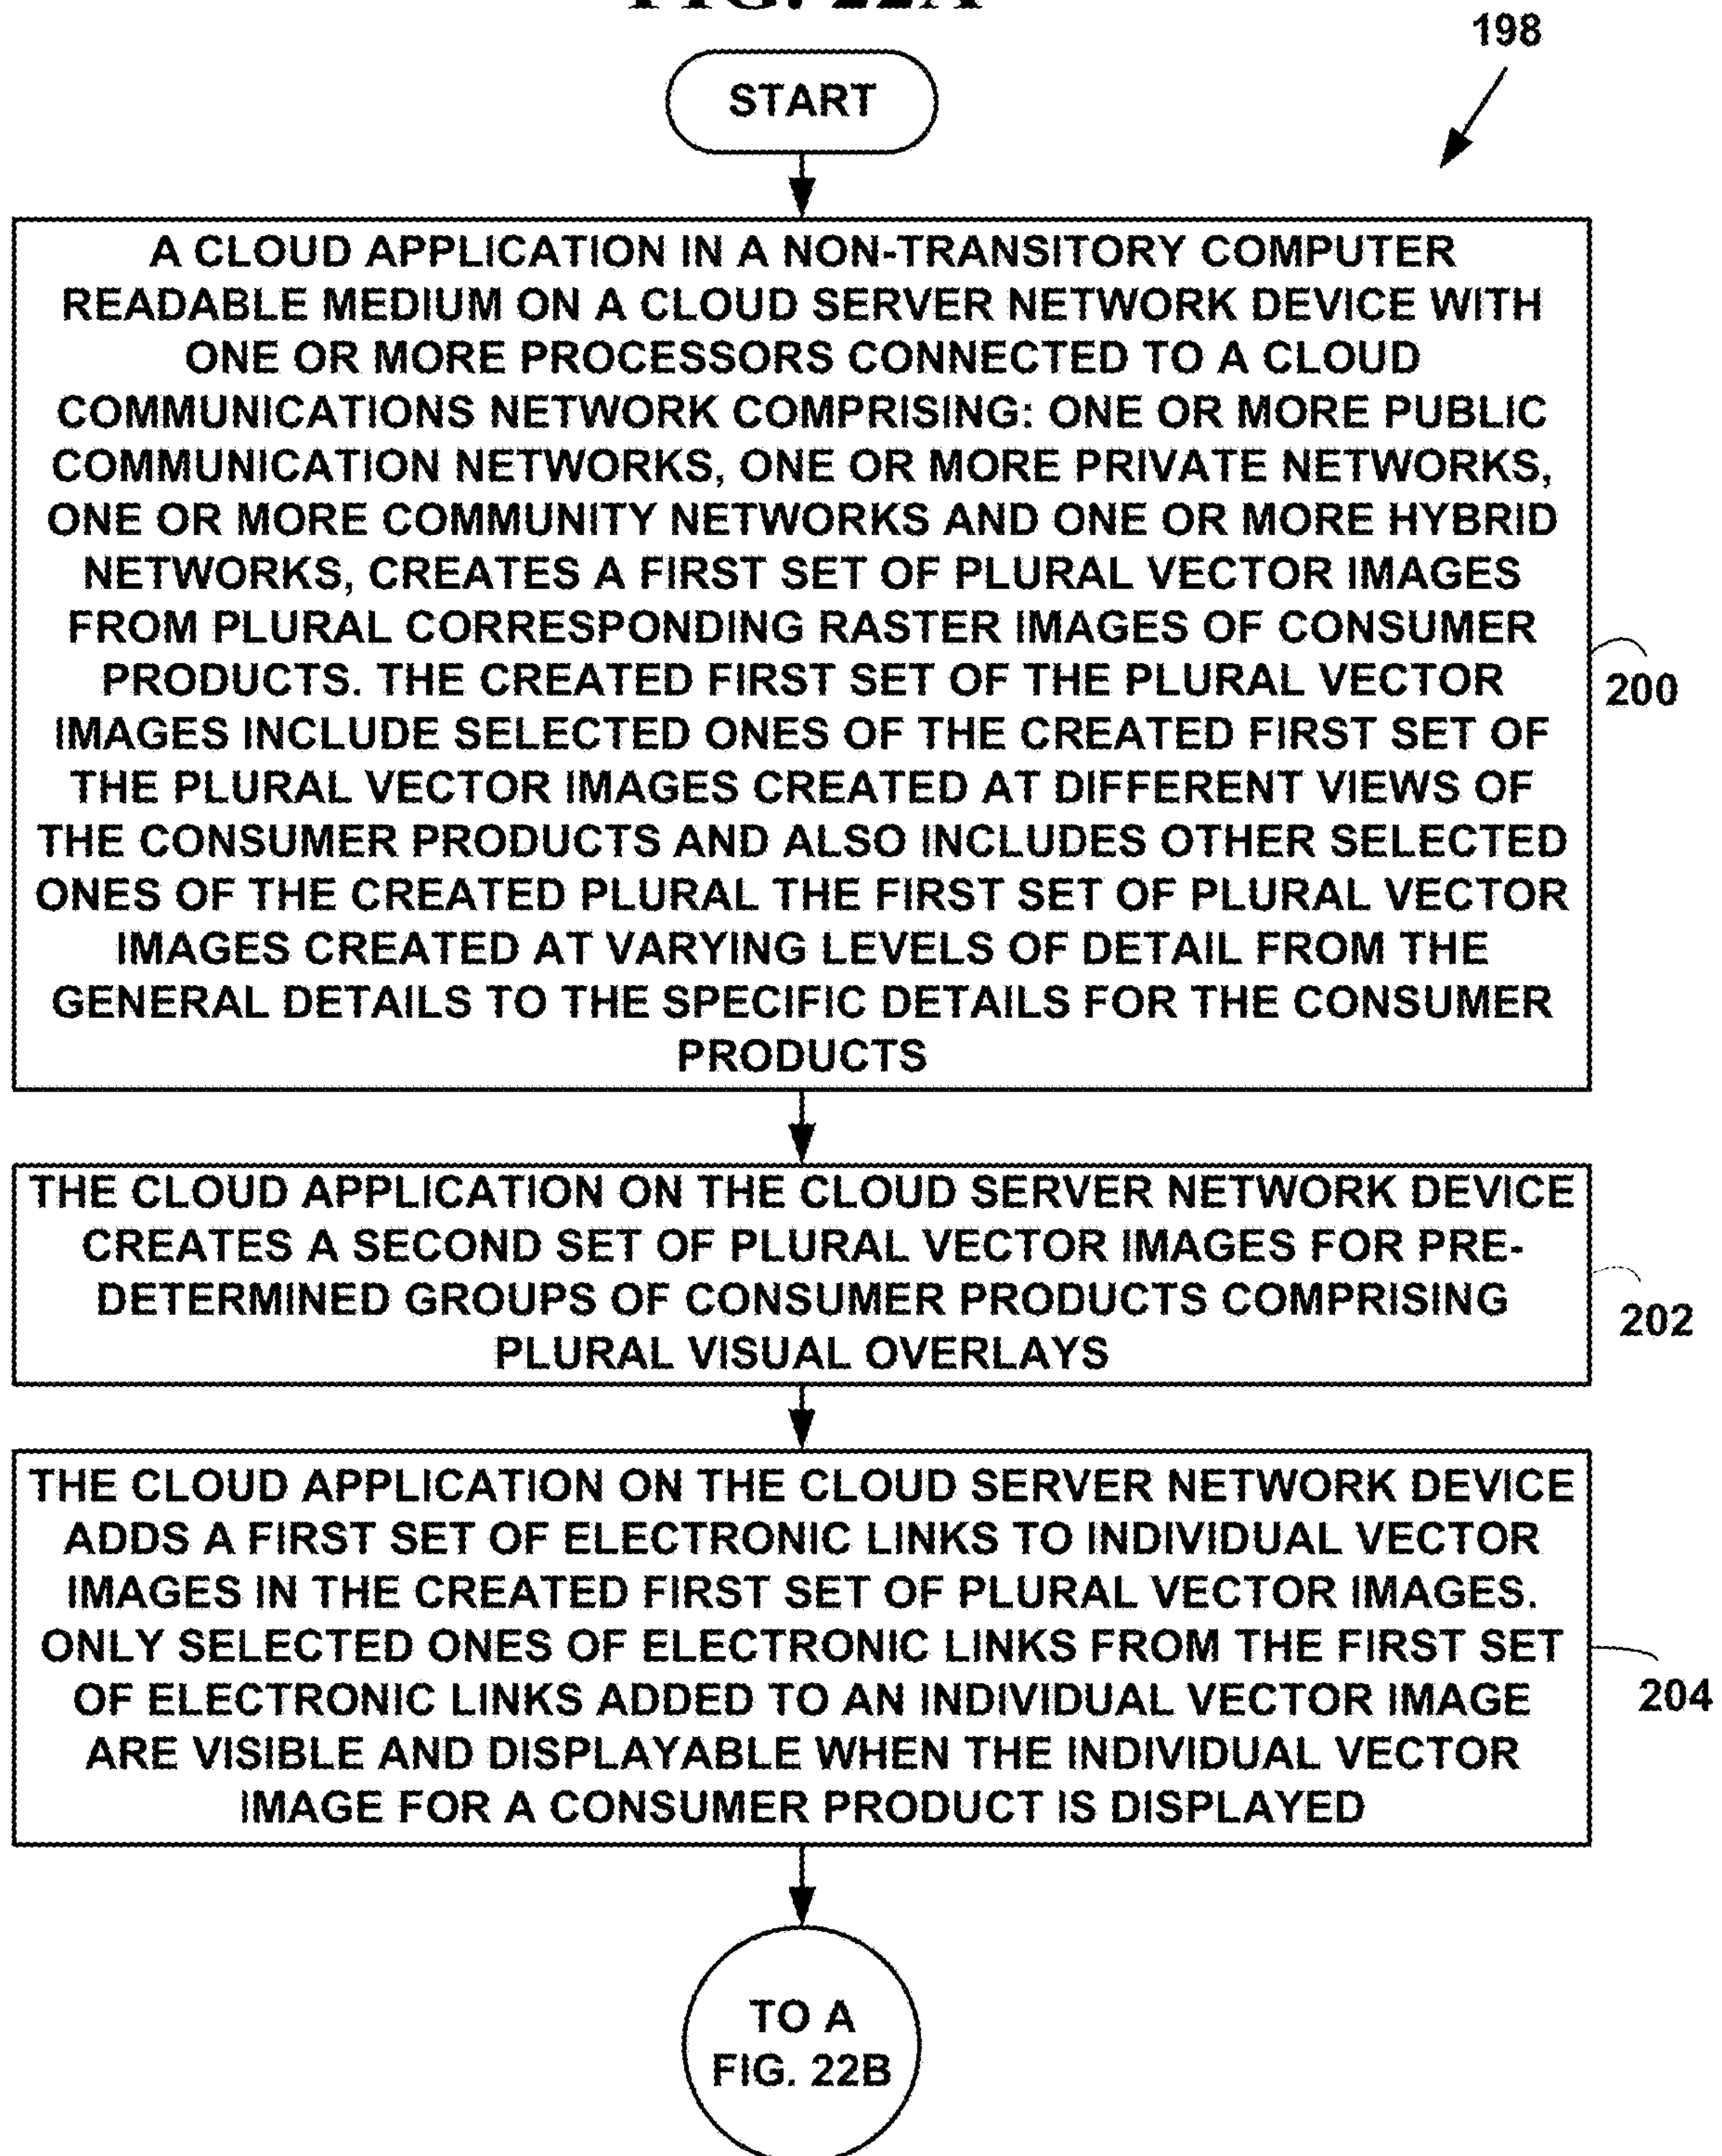 FIG. 22A
198
START
A CLOUD APPLICATION IN A NON-TRANSITORY COMPUTER
READABLE MEDIUM ON A CLOUD SERVER NETWORK DEVICE WITH
ONE OR MORE PROCESSORS CONNECTED TO A CLOUD
COMMUNICATIONS NETWORK COMPRISING: ONE OR MORE PUBLIC
COMMUNICATION NETWORKS, ONE OR MORE PRIVATE NETWORKS,
ONE OR MORE COMMUNITY NETWORKS AND ONE OR MORE HYBRID
NETWORKS, CREATES A FIRST SET OF PLURAL VECTOR IMAGES
FROM PLURAL CORRESPONDING RASTER IMAGES OF CONSUMER
PRODUCTS. THE CREATED FIRST SET OF THE PLURAL VECTOR
IMAGES INCLUDE SELECTED ONES OF THE CREATED FIRST SET OF
THE PLURAL VECTOR IMAGES CREATED AT DIFFERENT VIEWS OF
THE CONSUMER PRODUCTS AND ALSO INCLUDES OTHER SELECTED
ONES OF THE CREATED PLURAL THE FIRST SET OF PLURAL VECTOR
IMAGES CREATED AT VARYING LEVELS OF DETAIL FROM THE
GENERAL DETAILS TO THE SPECIFIC DETAILS FOR THE CONSUMER
PRODUCTS
200
THE CLOUD APPLICATION ON THE CLOUD SERVER NETWORK DEVICE
CREATES A SECOND SET OF PLURAL VECTOR IMAGES FOR PRE-
DETERMINED GROUPS OF CONSUMER PRODUCTS COMPRISING
PLURAL VISUAL OVERLAYS
202
THE CLOUD APPLICATION ON THE CLOUD SERVER NETWORK DEVICE
ADDS A FIRST SET OF ELECTRONIC LINKS TO INDIVIDUAL VECTOR
IMAGES IN THE CREATED FIRST SET OF PLURAL VECTOR IMAGES.
ONLY SELECTED ONES OF ELECTRONIC LINKS FROM THE FIRST SET
OF ELECTRONIC LINKS ADDED TO AN INDIVIDUAL VECTOR IMAGE
ARE VISIBLE AND DISPLAYABLE WHEN THE INDIVIDUAL VECTOR
IMAGE FOR A CONSUMER PRODUCT IS DISPLAYED
204
TO A
FIG. 22B